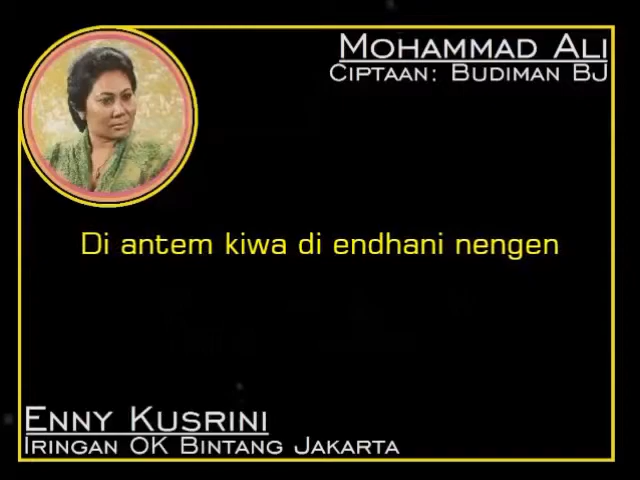 MOHAMMAD ALI
CIPTAAN: BUDIMAN BJ
Di antem kiwa di endhani nengen
ENNY KUSRINI
IRINGAN OK BINTANG JAKARTA